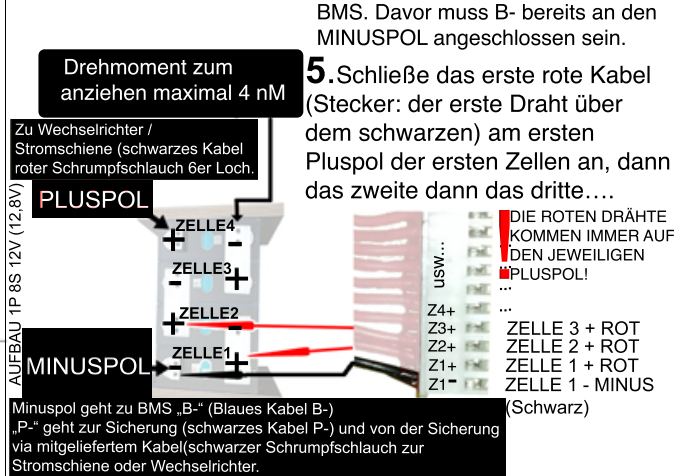 BMS. Davor muss B- bereits an den
MINUSPOL angeschlossen sein.
5.Schließe das erste rote Kabel
(Stecker: der erste Draht über
dem schwarzen) am ersten
Pluspol der ersten Zellen an, dann
das zweite dann das dritte….
Drehmoment zum
anziehen maximal 4 nM
Zu Wechselrichter /
Stromschiene (schwarzes Kabel
roter Schrumpfschlauch 6er Loch.
PLUSPOL
AUFBAU 1P 8S 12V (12,8V)
ZELLE4
+ -
ZELLE3
- +
ZELLE2
+ -
ZELLE1
- +
MINUSPOL
usw...
Z4+
Z3+
Z2+
Z1+
Z1-
! DIE ROTEN DRÄHTE
KOMMEN IMMER AUF
DEN JEWEILIGEN
PLUSPOL!
...
...
ZELLE 3 + ROT
ZELLE 2 + ROT
ZELLE 1 + ROT
ZELLE 1 - MINUS
(Schwarz)
Minuspol geht zu BMS „B-“ (Blaues Kabel B-)
„P-“ geht zur Sicherung (schwarzes Kabel P-) und von der Sicherung
via mitgeliefertem Kabel(schwarzer Schrumpfschlauch zur
Stromschiene oder Wechselrichter.